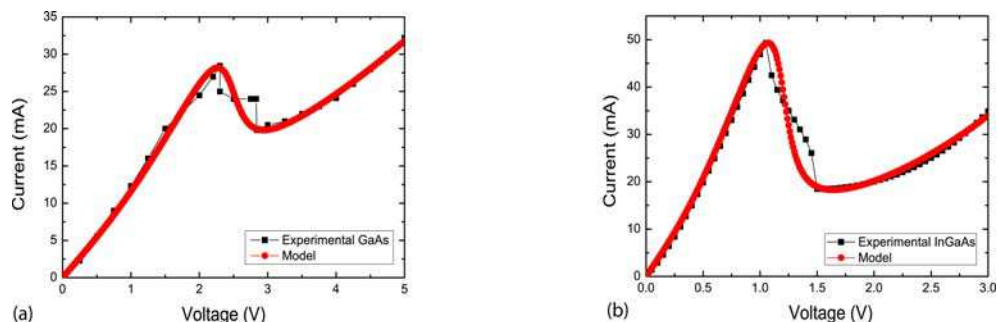 35
30
25
20
15
10
5
0
Current (mA)
0 1 2 3 4 5
Voltage (V)
Experimental GaAs
Model
(a)
50
40
30
20
10
0
Current (mA)
0.0 0.5 1.0 1.5 2.0 2.5 3.0
Voltage (V)
Experimental InGaAs
Model
(b)